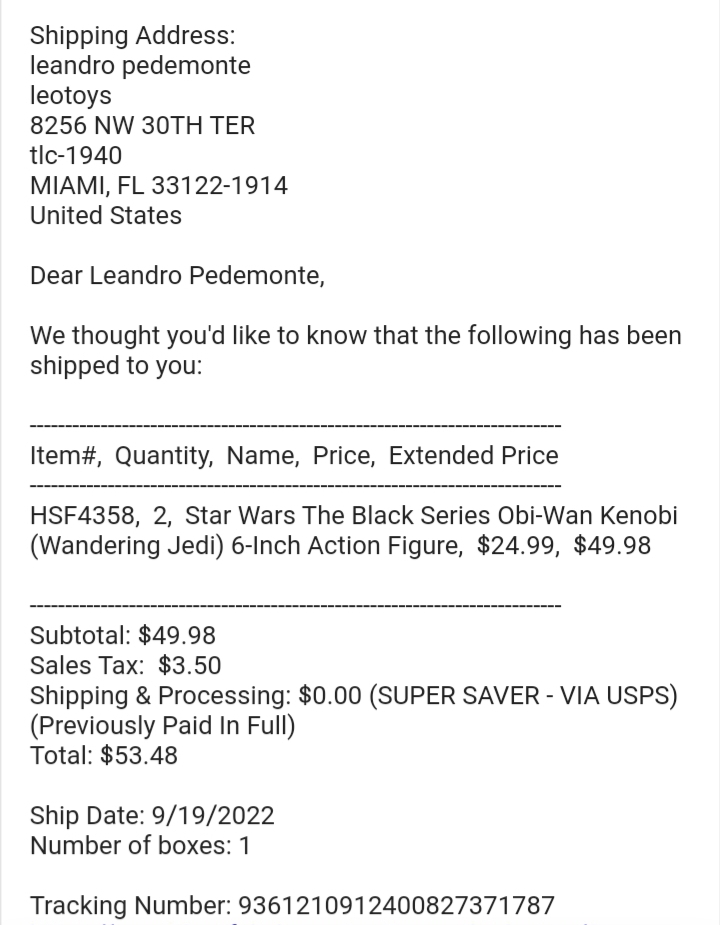 Shipping Address:
leandro pedemonte
leotoys
8256 NW 30TH TER
tlc-1940
MIAMI, FL 33122-1914
United States
Dear Leandro Pedemonte,
We thought you'd like to know that the following has been
shipped to you:
---------------------------------------------------------------------------
Item#,  Quantity,  Name,  Price,  Extended Price
---------------------------------------------------------------------------
HSF4358,  2,  Star Wars The Black Series Obi-Wan Kenobi
(Wandering Jedi) 6-Inch Action Figure,  $24.99,  $49.98
---------------------------------------------------------------------------
Subtotal: $49.98
Sales Tax:  $3.50
Shipping & Processing: $0.00 (SUPER SAVER - VIA USPS)
(Previously Paid In Full)
Total: $53.48
Ship Date: 9/19/2022
Number of boxes: 1
Tracking Number: 9361210912400827371787